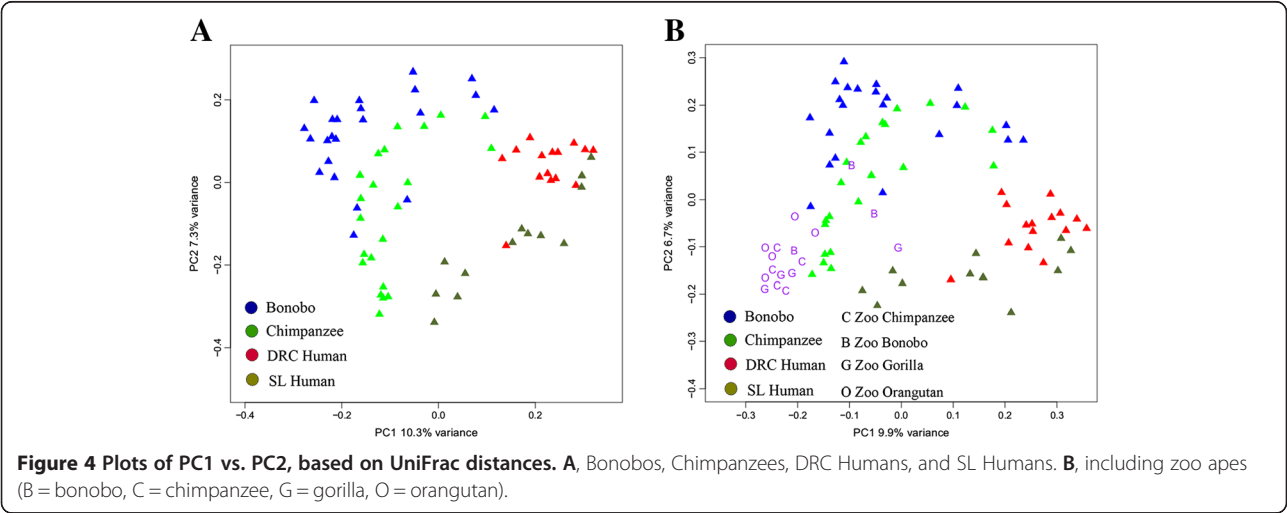 A
B
PC2 7.3% variance
0.2
0.0
−0.2
−0.4
−0.4
−0.2
0.0
0.2
PC1 10.3% variance
Bonobo
Chimpanzee
DRC Human
SL Human
PC2 6.7% variance
0.3
0.2
0.1
0.0
−0.1
−0.2
−0.3
−0.4
−0.3
−0.2
−0.1
0.0
0.1
0.2
0.3
PC1 9.9% variance
B
B
O
O
G
O C B
O
C
C G G
O
G C C
Bonobo C Zoo Chimpanzee
Chimpanzee B Zoo Bonobo
DRC Human G Zoo Gorilla
SL Human O Zoo Orangutan
Figure 4 Plots of PC1 vs. PC2, based on UniFrac distances. A, Bonobos, Chimpanzees, DRC Humans, and SL Humans. B, including zoo apes
(B = bonobo, C = chimpanzee, G = gorilla, O = orangutan).